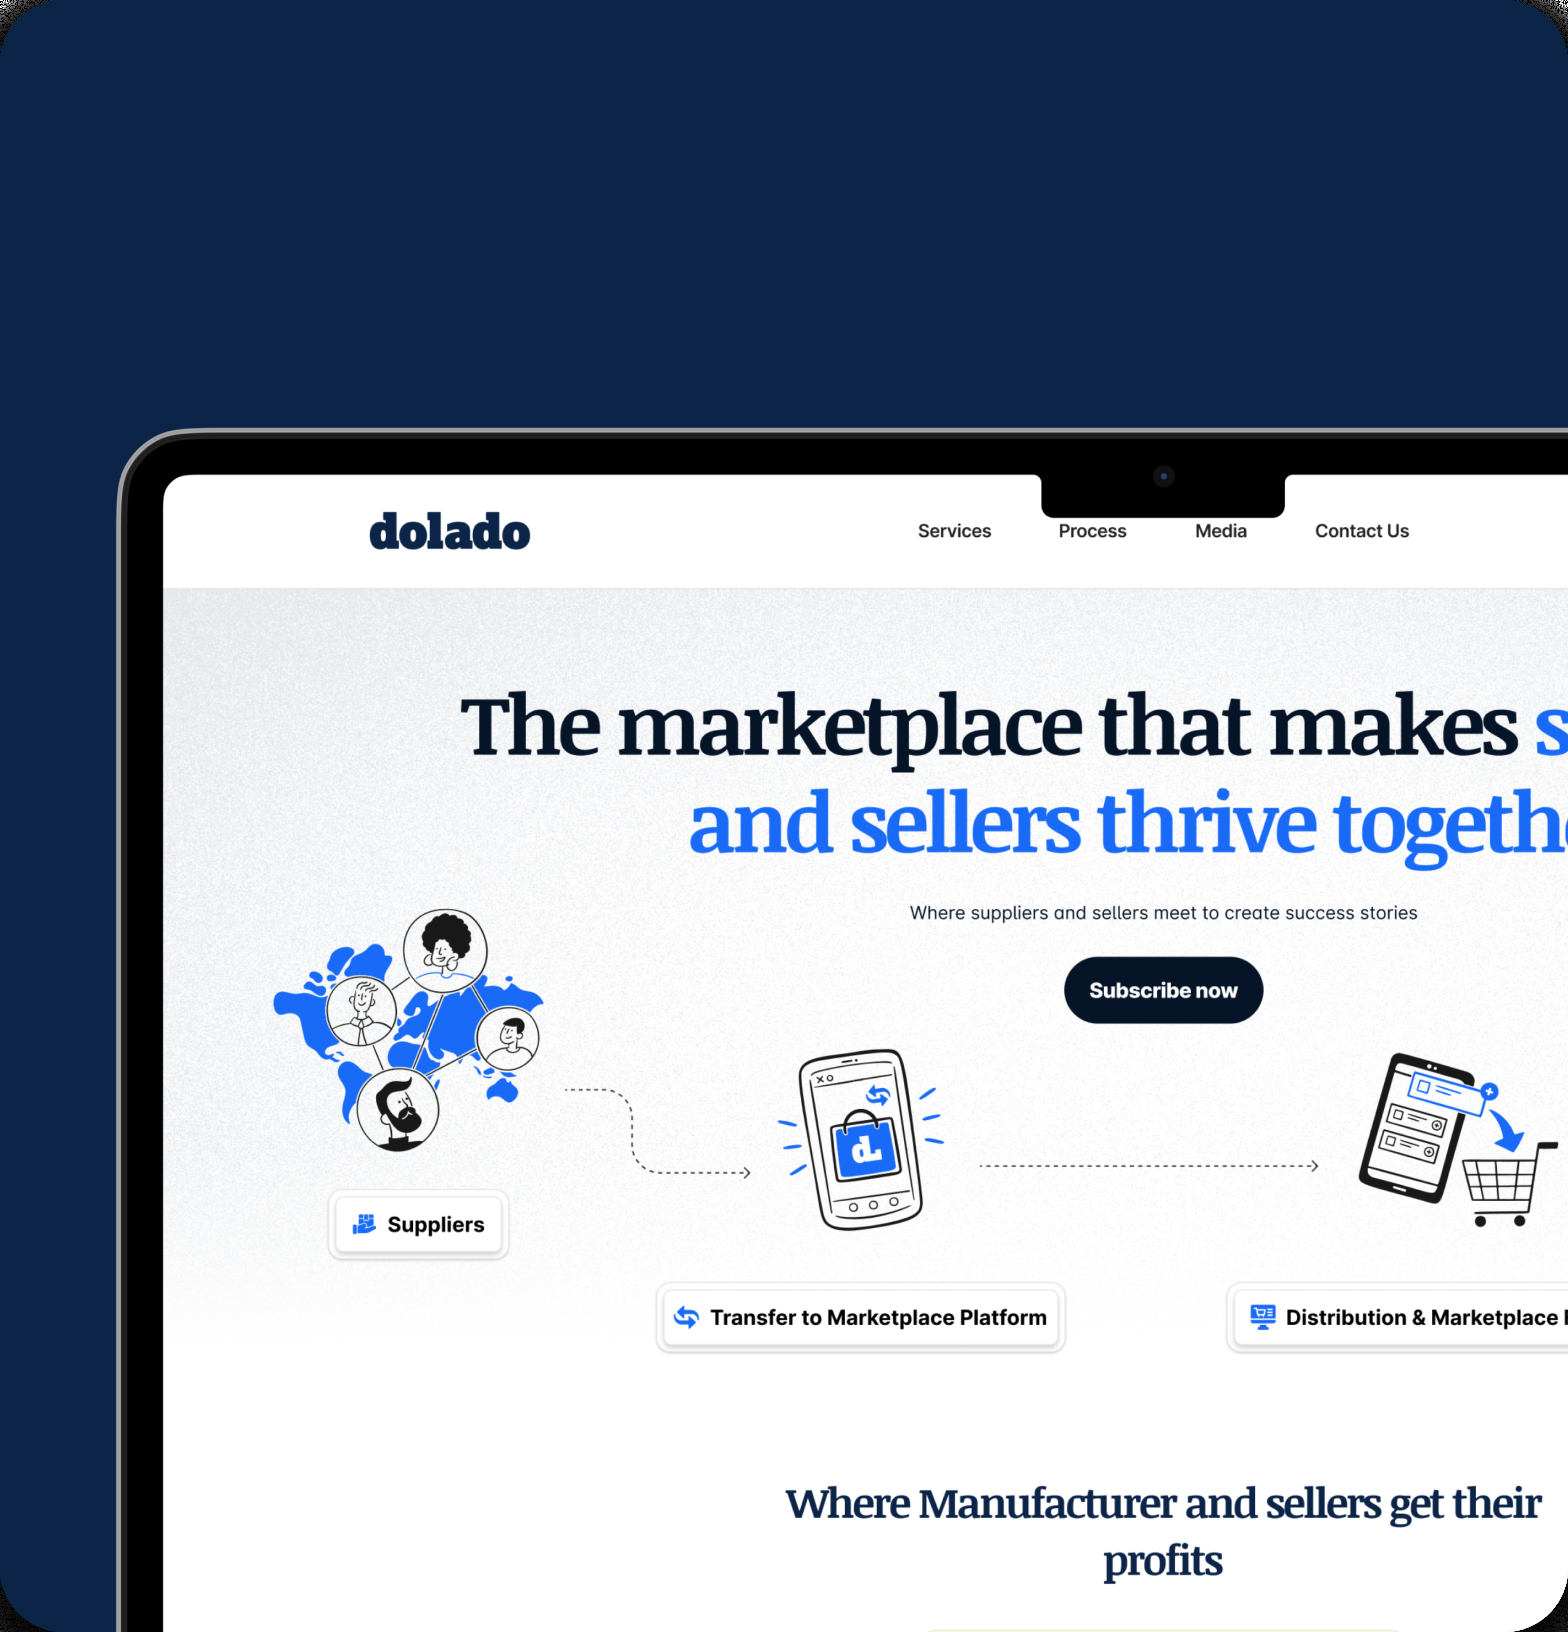 dolado
Services Process Media Contact Us
The marketplace that makes s
and sellers thrive togeth
Where suppliers and sellers meet to create success stories
Subscribe now
dL
Suppliers
Transfer to Marketplace Platform
Distribution & Marketplace
Where Manufacturer and sellers get their
profits